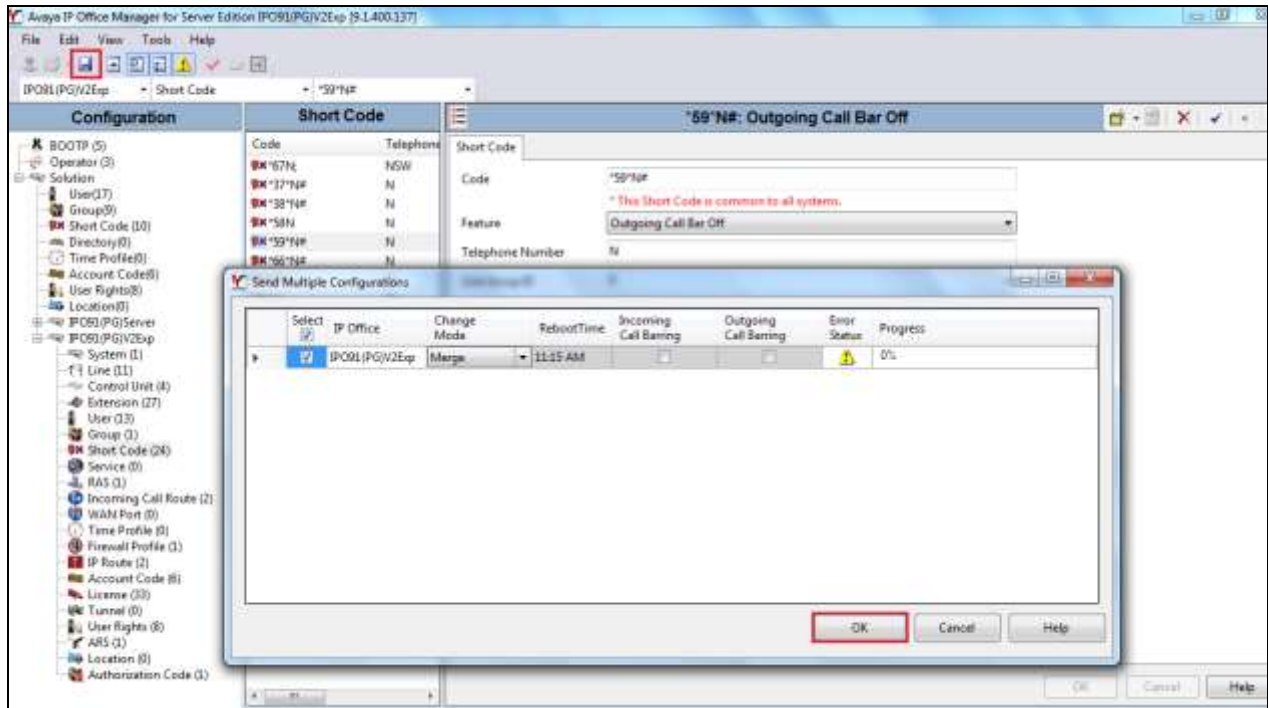 Avaya IP Office Manager for Server Edition IPO91(PG)V2Exp [9.1.400.137]
File Edit View Tools Help
IPO91(PG)V2Exp Short Code *59*N#
Configuration
BOOTP (5)
Operator (3)
Solution
User(17)
Group(9)
Short Code (10)
Directory(0)
Time Profile(0)
Account Code(6)
User Rights(8)
Location(0)
IPO91(PG)Server
IPO91(PG)V2Exp
System (1)
Line (11)
Control Unit (4)
Extension (27)
User (13)
Group (1)
Short Code (24)
Service (0)
RAS (1)
Incoming Call Route (2)
WAN Port (0)
Time Profile (0)
Firewall Profile (1)
IP Route (2)
Account Code (6)
License (33)
Tunnel (0)
User Rights (8)
ARS (1)
Location (0)
Authorization Code (1)
Short Code
Code Telephone
NSW
*37*N# N
*38*N# N
*58N N
*59*N# N
*66*N# N
*59*N#: Outgoing Call Bar Off
Short Code
Code *59*N#
* This Short Code is common to all systems.
Feature Outgoing Call Bar Off
Telephone Number N
Send Multiple Configurations
Select IP Office Change Mode RebootTime Incoming Call Barring Outgoing Call Barring Error Status Progress
IPO91(PG)V2Exp Merge 11:15 AM 0%
OK Cancel Help
OK Cancel Help